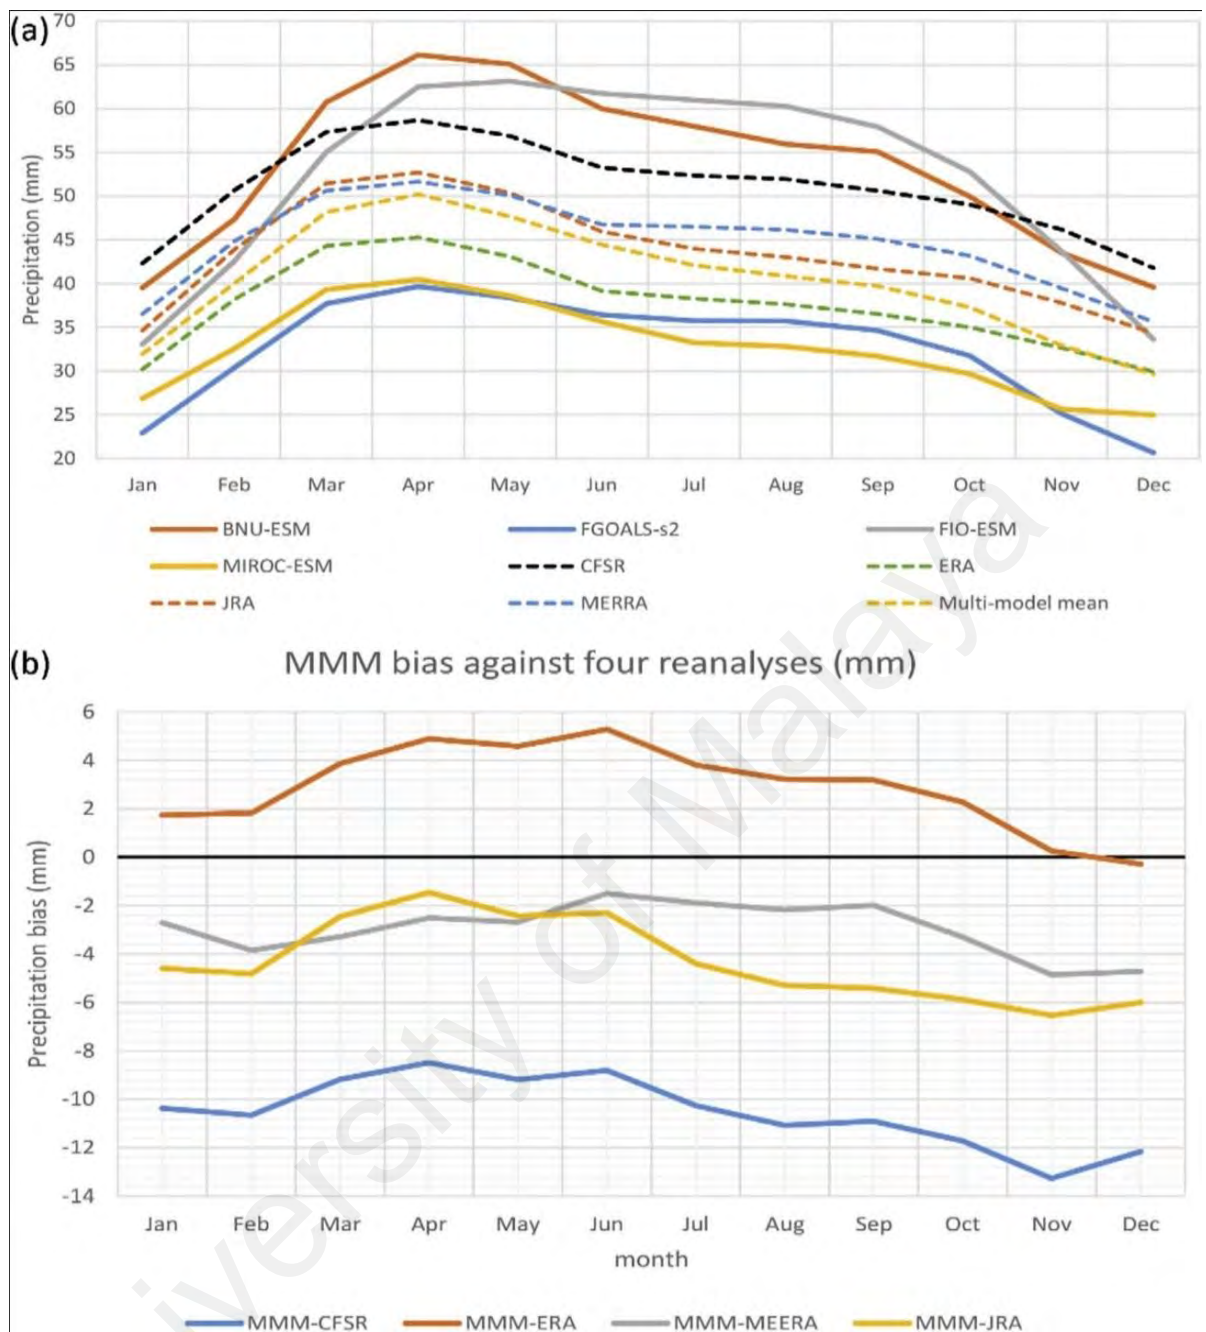 (a)
70
65
60
55
50
45
40
35
30
25
20
Precipitation (mm)
Jan Feb Mar Apr May Jun Jul Aug Sep Oct Nov Dec
BNU-ESM FGOALS-s2 FIO-ESM
MIROC-ESM CFSR ERA
JRA MERRA Multi-model mean
(b) MMM bias against four reanalyses (mm)
6
4
2
0
-2
-4
-6
-8
-10
-12
-14
Precipitation bias (mm)
Jan Feb Mar Apr May Jun Jul Aug Sep Oct Nov Dec
month
MMM-CFSR MMM-ERA MMM-MEERA MMM-JRA
iversity of Malaya